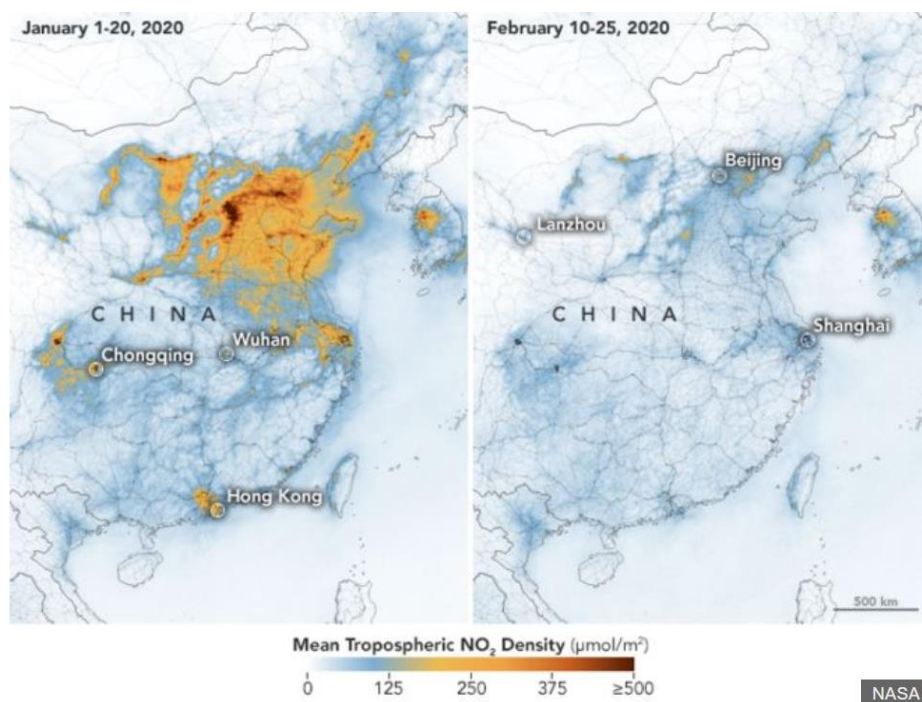 January 1-20, 2020
CHINA
Wuhan
Chongqing
Hong Kong
February 10-25, 2020
Beijing
Lanzhou
CHINA
Shanghai
500 km
Mean Tropospheric NO₂ Density (µmol/m²)
0 125 250 375 ≥500
NASA